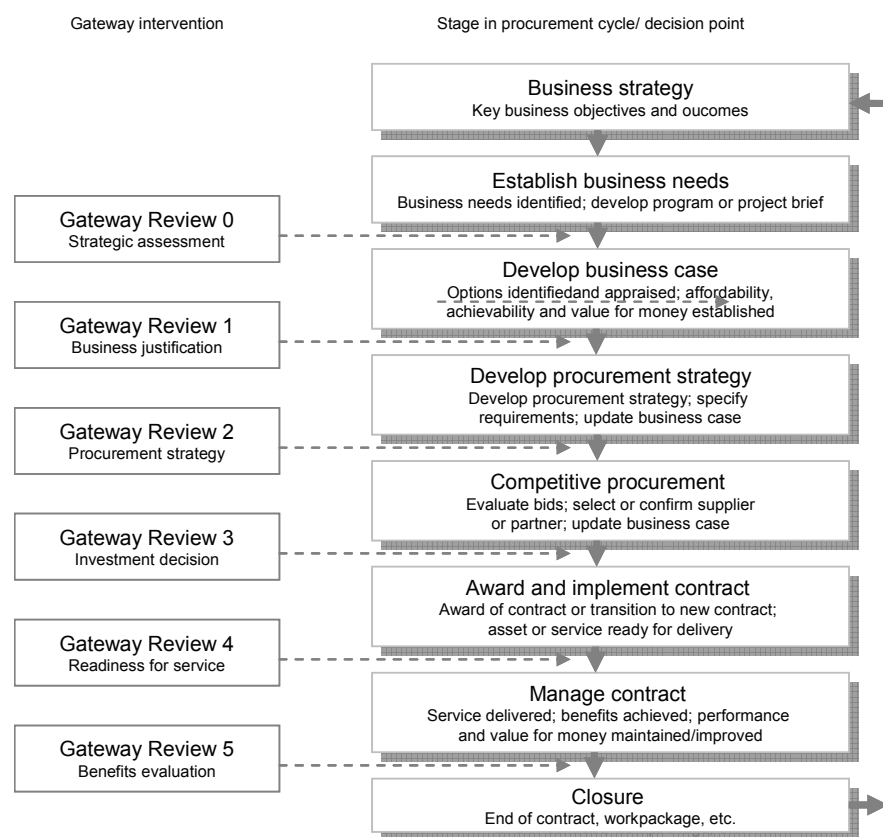 Gateway intervention
Stage in procurement cycle/ decision point
Business strategy
Key business objectives and oucomes
Establish business needs
Business needs identified; develop program or project brief
Gateway Review 0
Strategic assessment
Develop business case
Options identifiedand appraised; affordability,
achievability and value for money established
Gateway Review 1
Business justification
Develop procurement strategy
Develop procurement strategy; specify
requirements; update business case
Gateway Review 2
Procurement strategy
Competitive procurement
Evaluate bids; select or confirm supplier
or partner; update business case
Gateway Review 3
Investment decision
Award and implement contract
Award of contract or transition to new contract;
asset or service ready for delivery
Gateway Review 4
Readiness for service
Manage contract
Service delivered; benefits achieved; performance
and value for money maintained/improved
Gateway Review 5
Benefits evaluation
Closure
End of contract, workpackage, etc.